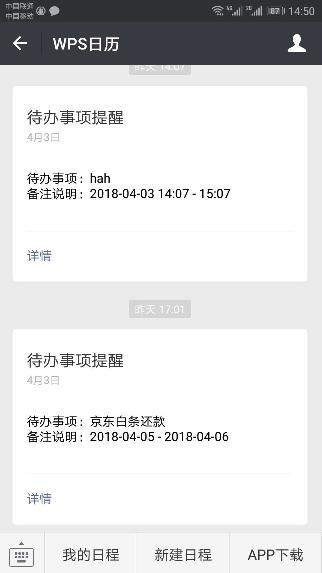 中国联通
中国移动
87
14:50
WPS日历
昨天 14:07
待办事项提醒
4月3日
待办事项：hah
备注说明：2018-04-03 14:07 - 15:07
详情
昨天 17:01
待办事项提醒
4月3日
待办事项：京东白条还款
备注说明：2018-04-05 - 2018-04-06
详情
我的日程
新建日程
APP下载